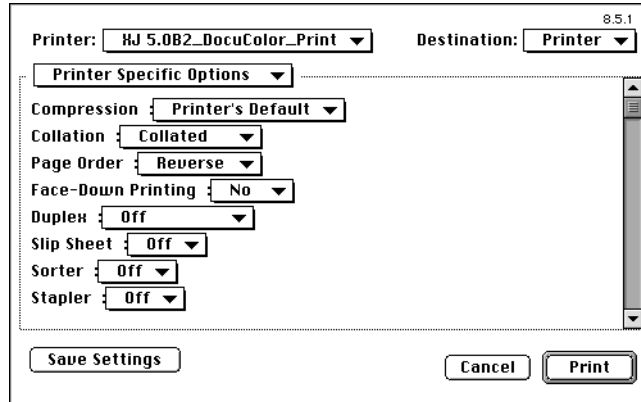 8.5.1
Printer: XJ 5.0B2_DocuColor_Print Destination: Printer
Printer Specific Options
Compression : Printer's Default
Collation : Collated
Page Order : Reverse
Face-Down Printing : No
Duplex : Off
Slip Sheet : Off
Sorter : Off
Stapler : Off
Save Settings
Cancel Print